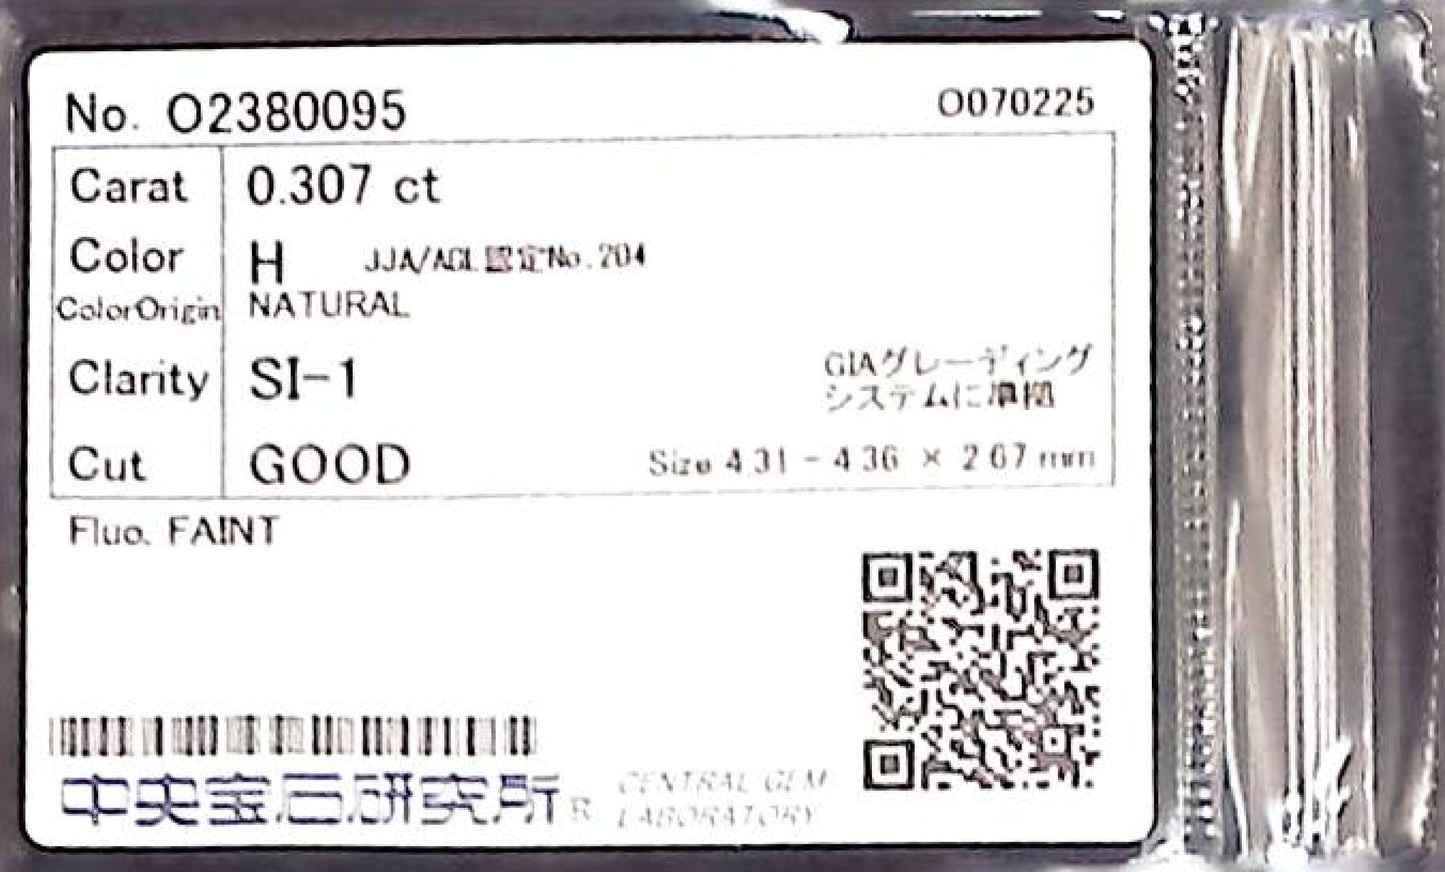 No. O2380095
O070225
Carat 0.307 ct
Color H JJA/AGL認定No.204
ColorOrigin NATURAL
Clarity SI-1
GIAグレーディング
システムに準拠
Cut GOOD Size 4.31 - 4.36 × 2.67 mm
Fluo. FAINT
中央宝石研究所 R CENTRAL GEM
LABORATORY